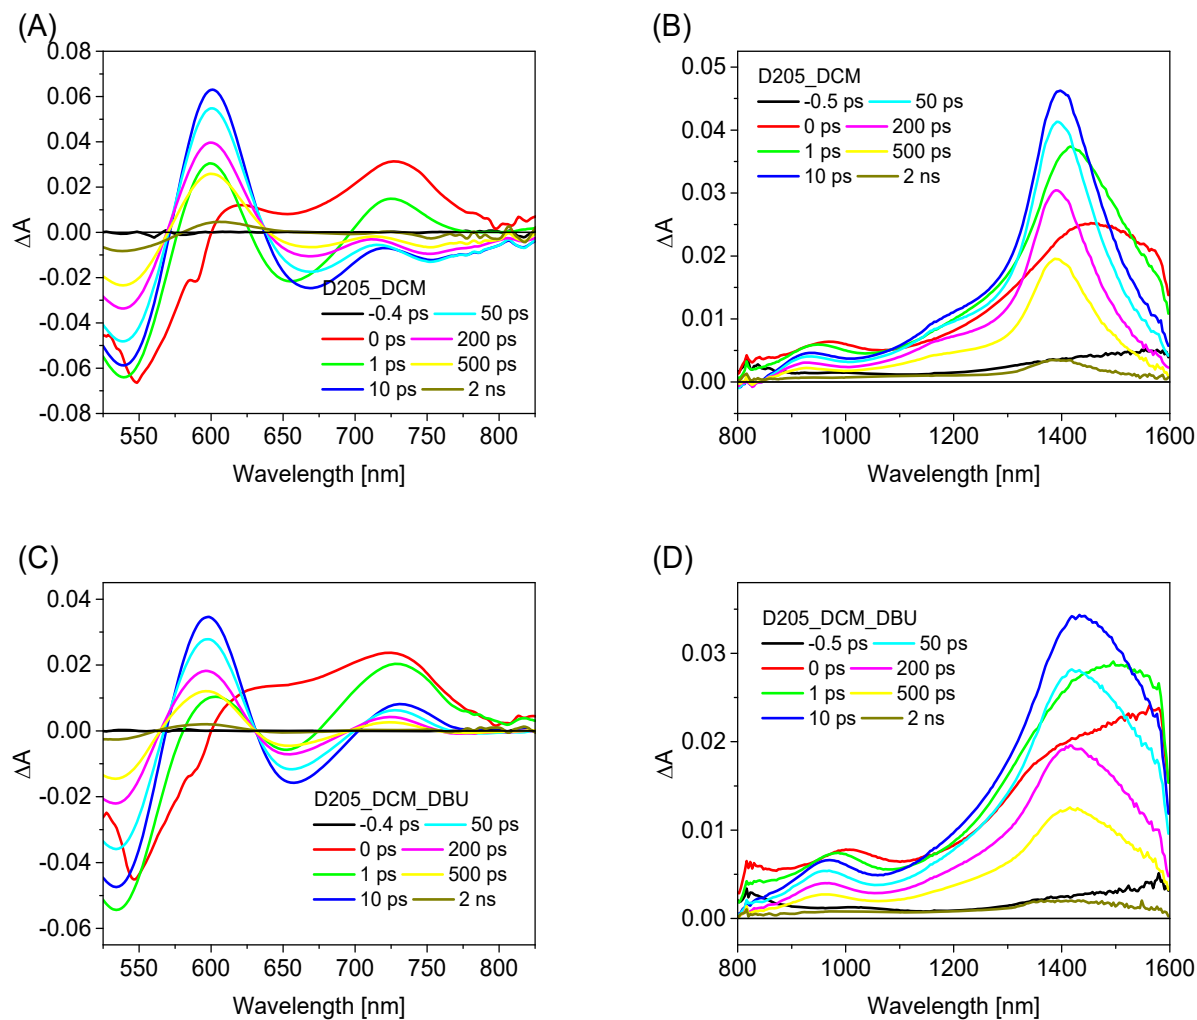 (A)
0.08
0.06
0.04
0.02
0.00
-0.02
-0.04
-0.06
-0.08
ΔA
D205_DCM
-0.4 ps 50 ps
0 ps 200 ps
1 ps 500 ps
10 ps 2 ns
550 600 650 700 750 800
Wavelength [nm]
(B)
0.05
0.04
0.03
0.02
0.01
0.00
ΔA
D205_DCM
-0.5 ps 50 ps
0 ps 200 ps
1 ps 500 ps
10 ps 2 ns
800 1000 1200 1400 1600
Wavelength [nm]
(C)
0.04
0.02
0.00
-0.02
-0.04
-0.06
ΔA
D205_DCM_DBU
-0.4 ps 50 ps
0 ps 200 ps
1 ps 500 ps
10 ps 2 ns
550 600 650 700 750 800
Wavelength [nm]
(D)
0.03
0.02
0.01
0.00
ΔA
D205_DCM_DBU
-0.5 ps 50 ps
0 ps 200 ps
1 ps 500 ps
10 ps 2 ns
800 1000 1200 1400 1600
Wavelength [nm]